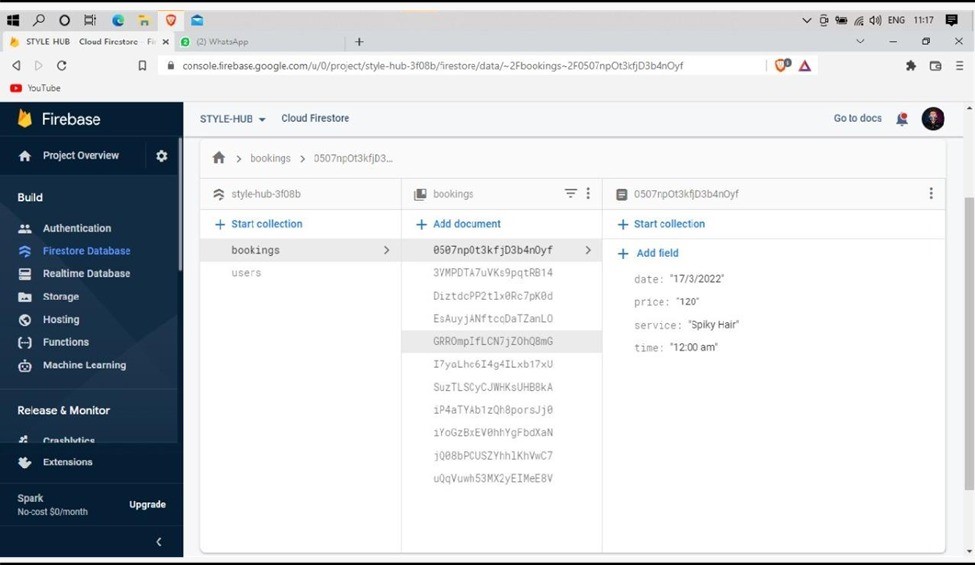 ENG 11:17
STYLE HUB Cloud Firestore - Fi
(2) WhatsApp
console.firebase.google.com/u/0/project/style-hub-3f08b/firestore/data/~2Fbookings~2F0507npOt3kfjD3b4nOyf
YouTube
Firebase
STYLE-HUB
Cloud Firestore
Go to docs
Project Overview
bookings
0507npOt3kfjD3...
Build
style-hub-3f08b
bookings
0507npOt3kfjD3b4nOyf
Start collection
Add document
Start collection
Authentication
Firestore Database
Realtime Database
Storage
Hosting
Functions
Machine Learning
Release & Monitor
Crashlytics
Extensions
Spark
No-cost $0/month
Upgrade
bookings
users
0507npOt3kfjD3b4nOyf
3VMPDTA7uVKs9pqtRB14
DiztdcPP2tlx0Rc7pK0d
EsAuyjANftcqDaTZanLO
GRROmpIfLCN7jZOhQ8mG
I7yaLhc6I4g4ILxb17xU
SuzTLSCyCJWHKsUHB8kA
iP4aTYAb1zQh8porsJj0
iYoGzBxEV0hhYgFbdXaN
jQ08bPCUSZYhhlKhVwC7
uQqVuwh53MX2yEIMeE8V
Add field
date: "17/3/2022"
price: "120"
service: "Spiky Hair"
time: "12:00 am"